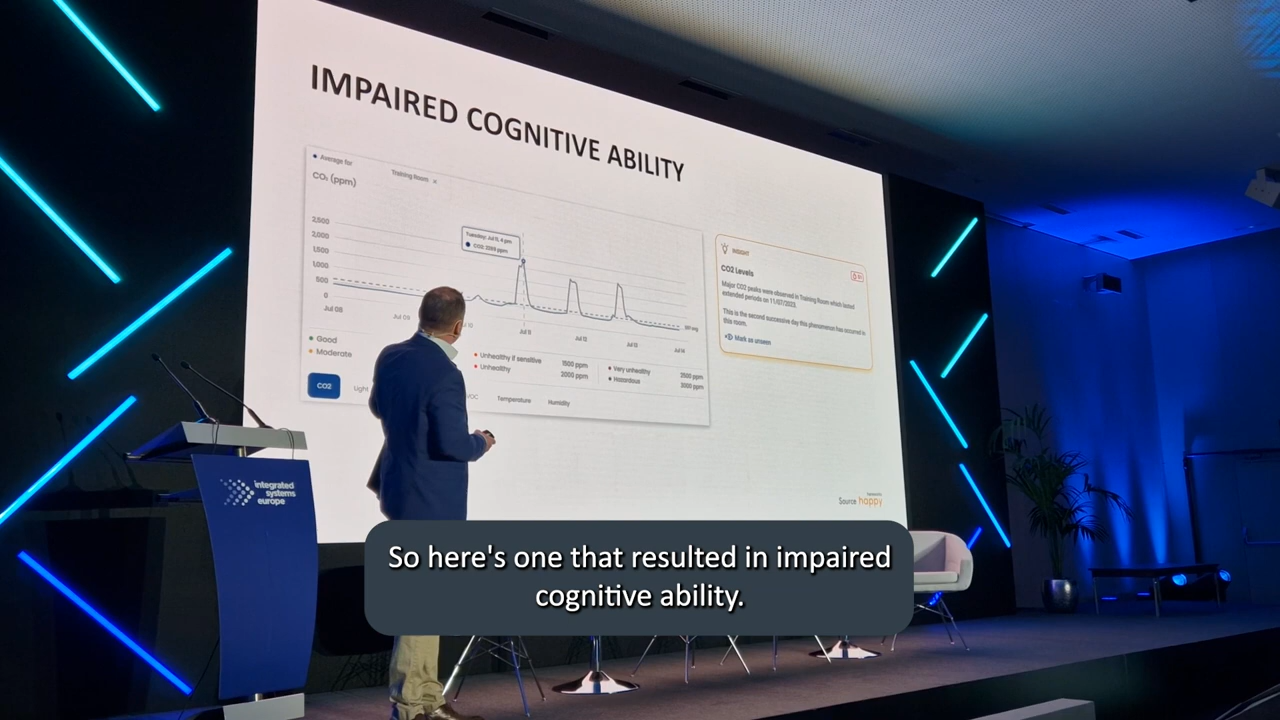 IMPAIRED COGNITIVE ABILITY
Average for
Training Room ×
CO₂ (ppm)
2,500
2,000
1,500
1,000
500
0
Tuesday, Jul 11, 4 pm
Jul 08
Jul 09
Jul 11
Jul 12
Jul 13
Jul 14
Good
Moderate
Unhealthy if sensitive 1500 ppm
Unhealthy 2000 ppm
Very unhealthy 2500 ppm
Hazardous 3000 ppm
CO2
Light
Temperature
Humidity
INSIGHT
CO2 Levels
Major CO2 peaks were observed in Training Room which lasted
extended periods on 11/07/2023.
This is the second successive day this phenomenon has occurred in
this room.
Mark as unseen
Source happy
integrated
systems
europe
So here's one that resulted in impaired
cognitive ability.